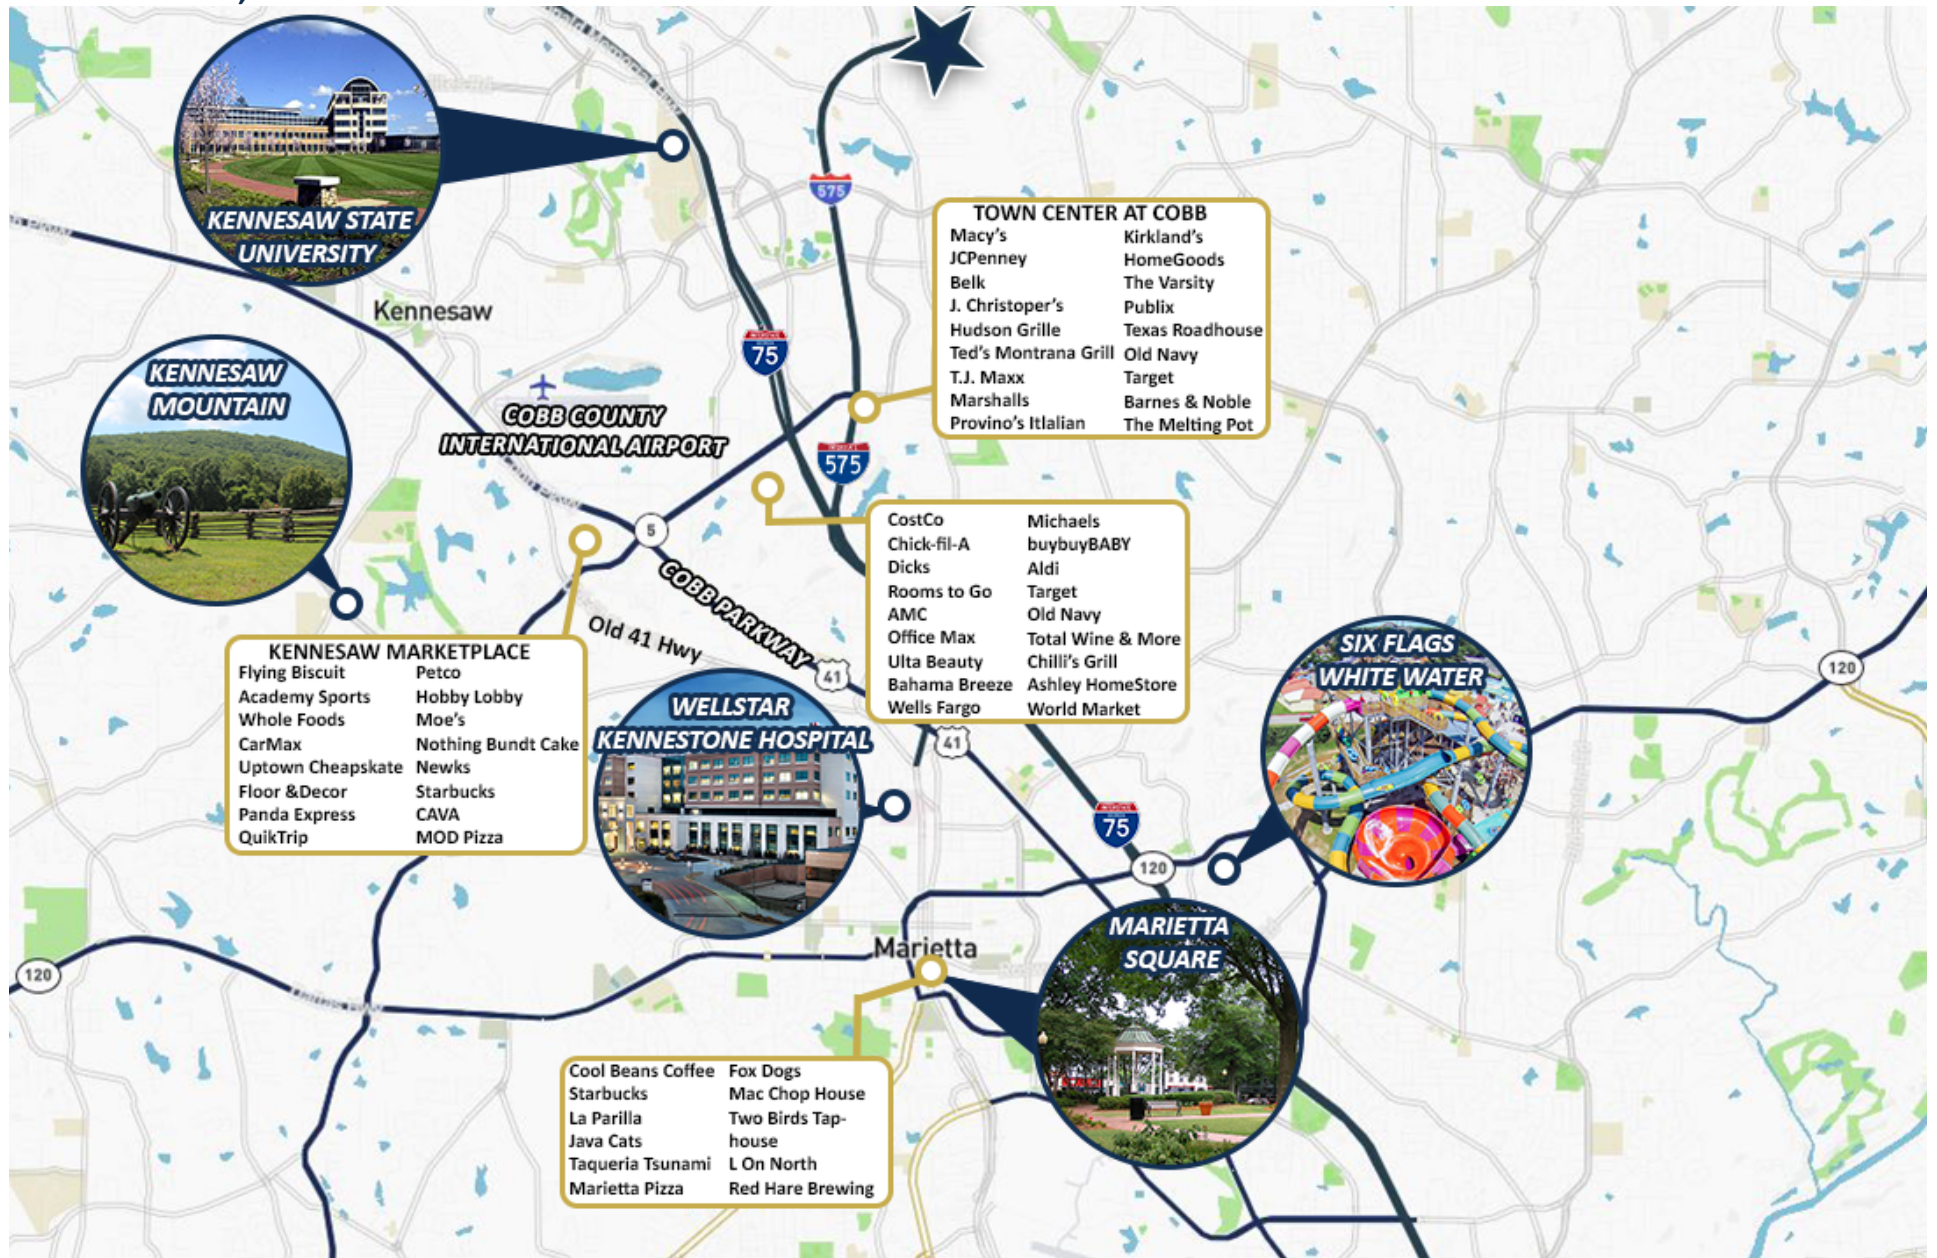 KENNESAW STATE
UNIVERSITY
575
TOWN CENTER AT COBB
Macy's
JCPenney
Belk
J. Christoper's
Hudson Grille
Ted's Montrana Grill
T.J. Maxx
Marshalls
Provino's Itlalian
Kirkland's
HomeGoods
The Varsity
Publix
Texas Roadhouse
Old Navy
Target
Barnes & Noble
The Melting Pot
Kennesaw
75
KENNESAW
MOUNTAIN
COBB COUNTY
INTERNATIONAL AIRPORT
575
5
CostCo
Chick-fil-A
Dicks
Rooms to Go
AMC
Office Max
Ulta Beauty
Bahama Breeze
Wells Fargo
Michaels
buybuyBABY
Aldi
Target
Old Navy
Total Wine & More
Chilli's Grill
Ashley HomeStore
World Market
COBB PARKWAY
Old 41 Hwy
41
KENNESAW MARKETPLACE
Flying Biscuit
Academy Sports
Whole Foods
CarMax
Uptown Cheapskate
Floor &Decor
Panda Express
QuikTrip
Petco
Hobby Lobby
Moe's
Nothing Bundt Cake
Newks
Starbucks
CAVA
MOD Pizza
WELLSTAR
KENNESTONE HOSPITAL
41
SIX FLAGS
WHITE WATER
120
75
120
Marietta
MARIETTA
SQUARE
120
Dallas Hwy
Cool Beans Coffee
Starbucks
La Parilla
Java Cats
Taqueria Tsunami
Marietta Pizza
Fox Dogs
Mac Chop House
Two Birds Tap-
house
L On North
Red Hare Brewing